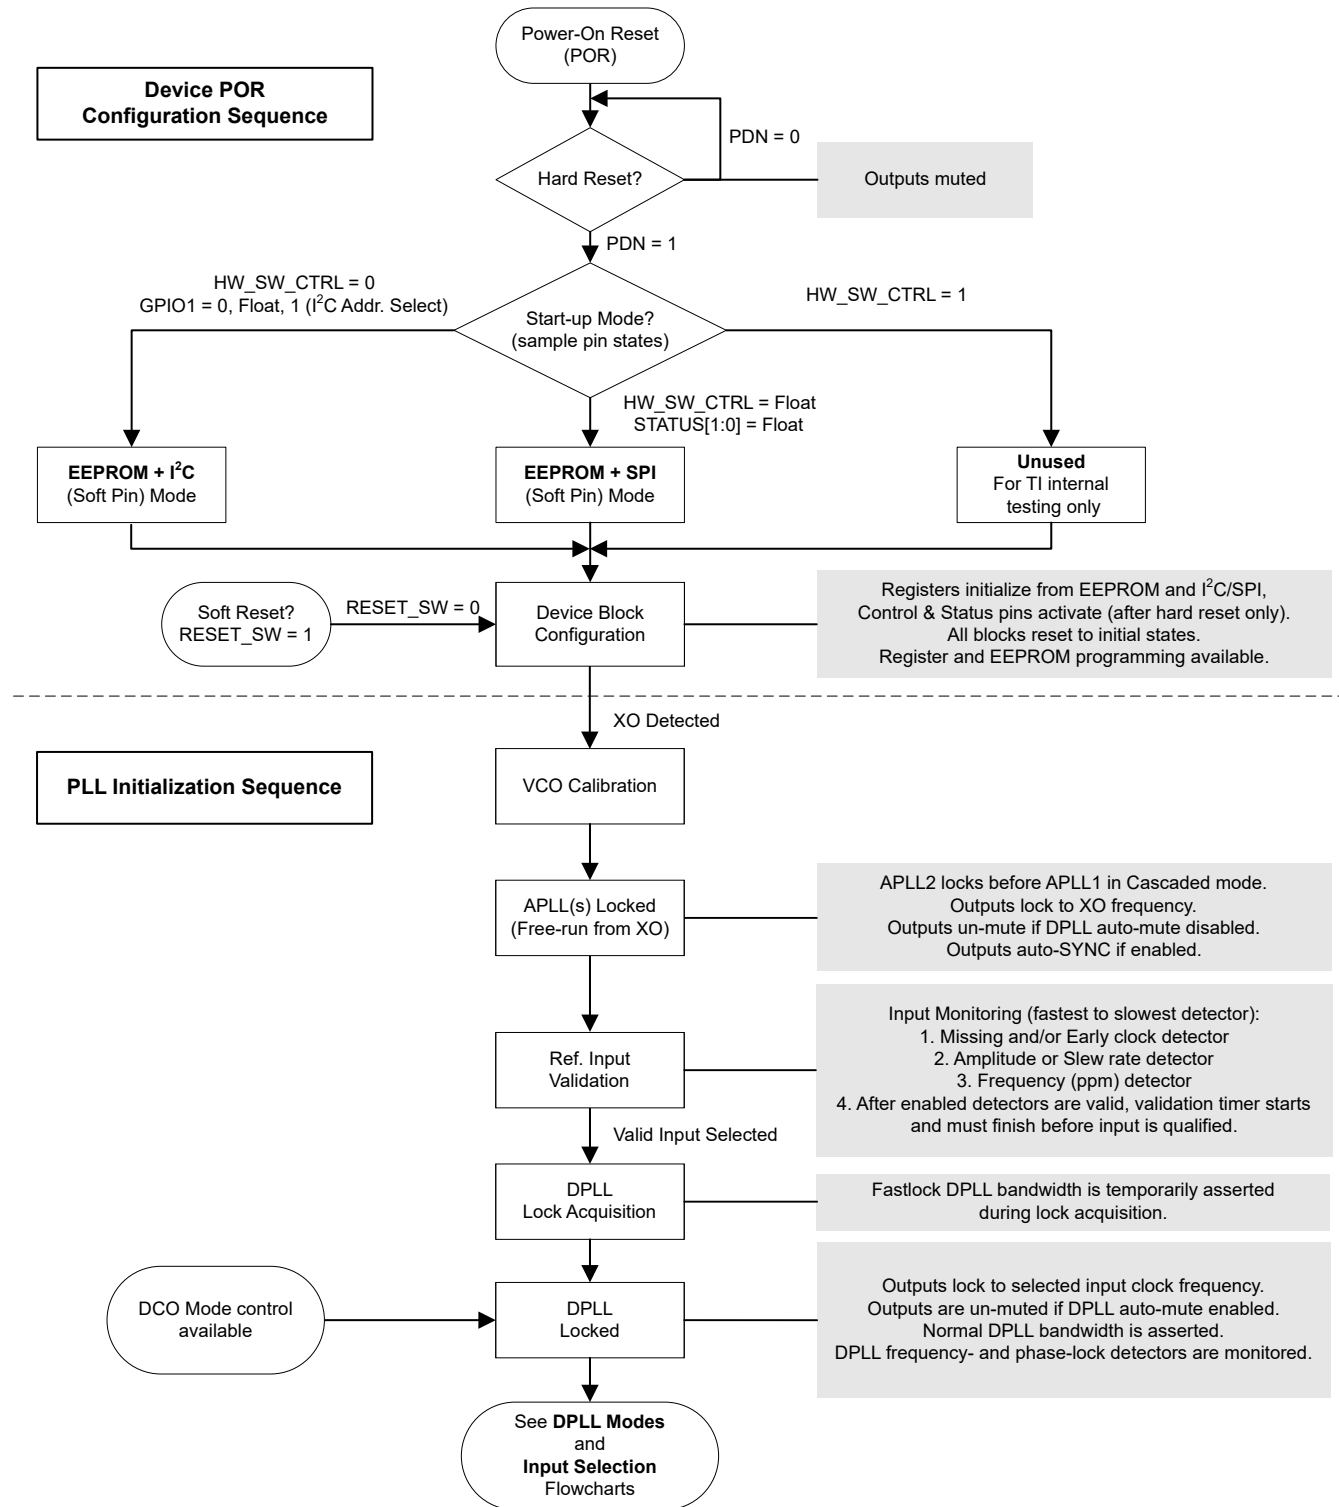 Power-On Reset
(POR)
Device POR
Configuration Sequence
PDN = 0
Hard Reset?
Outputs muted
PDN = 1
HW_SW_CTRL = 0
GPIO1 = 0, Float, 1 (I²C Addr. Select)
HW_SW_CTRL = 1
Start-up Mode?
(sample pin states)
HW_SW_CTRL = Float
STATUS[1:0] = Float
EEPROM + I²C
(Soft Pin) Mode
EEPROM + SPI
(Soft Pin) Mode
Unused
For TI internal
testing only
Soft Reset?
RESET_SW = 1
RESET_SW = 0
Device Block
Configuration
Registers initialize from EEPROM and I²C/SPI,
Control & Status pins activate (after hard reset only).
All blocks reset to initial states.
Register and EEPROM programming available.
XO Detected
PLL Initialization Sequence
VCO Calibration
APLL(s) Locked
(Free-run from XO)
APLL2 locks before APLL1 in Cascaded mode.
Outputs lock to XO frequency.
Outputs un-mute if DPLL auto-mute disabled.
Outputs auto-SYNC if enabled.
Ref. Input
Validation
Input Monitoring (fastest to slowest detector):
1. Missing and/or Early clock detector
2. Amplitude or Slew rate detector
3. Frequency (ppm) detector
4. After enabled detectors are valid, validation timer starts
and must finish before input is qualified.
Valid Input Selected
DPLL
Lock Acquisition
Fastlock DPLL bandwidth is temporarily asserted
during lock acquisition.
DCO Mode control
available
DPLL
Locked
Outputs lock to selected input clock frequency.
Outputs are un-muted if DPLL auto-mute enabled.
Normal DPLL bandwidth is asserted.
DPLL frequency- and phase-lock detectors are monitored.
See DPLL Modes
and
Input Selection
Flowcharts